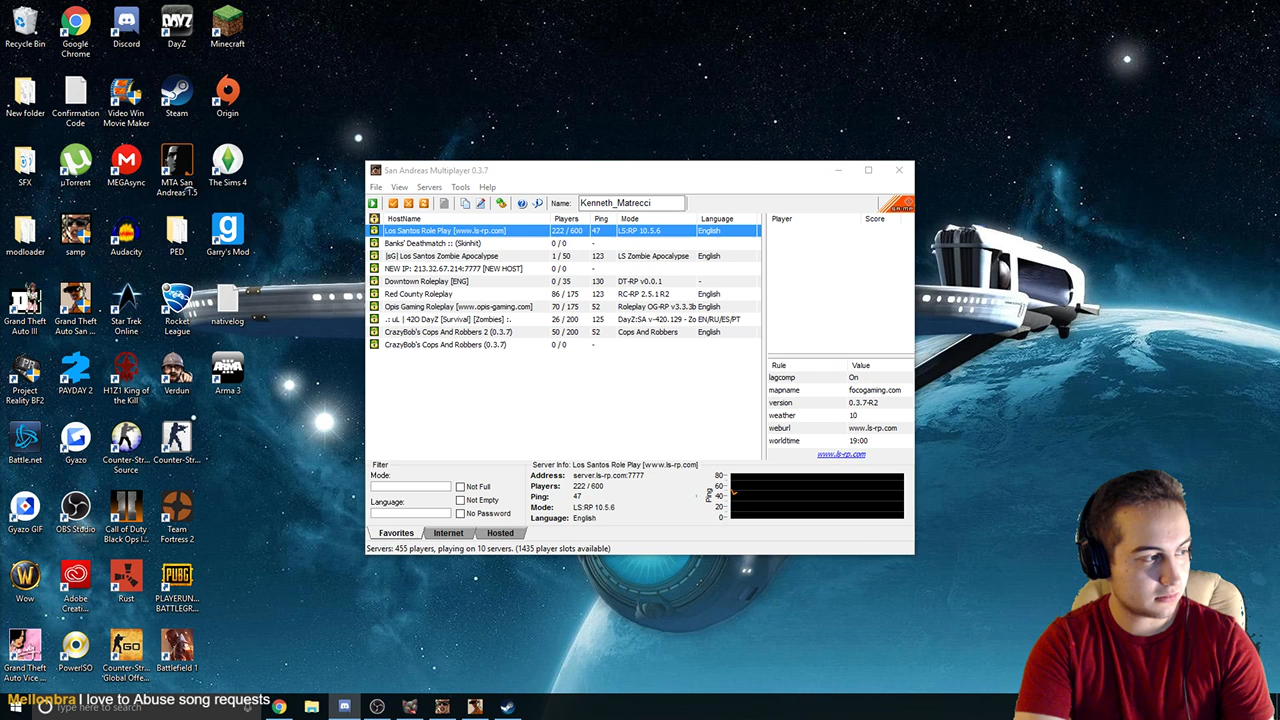 Recycle Bin
Google Chrome
Discord
DayZ
Minecraft
New folder
Confirmation Code
Video Win Movie Maker
Steam
Origin
SFX
µTorrent
MEGAsync
MTA San Andreas 1.5
The Sims 4
modloader
samp
Audacity
PED
Garry's Mod
Grand Theft Auto III
Grand Theft Auto San ...
Star Trek Online
Rocket League
nativelog
Project Reality BF2
PAYDAY 2
H1Z1 King of the Kill
Verdun
Arma 3
Battle.net
Gyazo
Counter-Str... Source
Counter-Str...
Gyazo GIF
OBS Studio
Call of Duty Black Ops I...
Team Fortress 2
Wow
Adobe Creati...
Rust
PLAYERUN... BATTLEGR...
Grand Theft Auto Vice ...
PowerISO
Counter-Str... Global Offe...
Battlefield 1
San Andreas Multiplayer 0.3.7
File View Servers Tools Help
Name: Kenneth_Matrecci
HostName Players Ping Mode Language
Los Santos Role Play [www.ls-rp.com] 222 / 600 47 LS:RP 10.5.6 English
Banks' Deathmatch :: (Skinhit) 0 / 0 -
|sG| Los Santos Zombie Apocalypse 1 / 50 123 LS Zombie Apocalypse English
NEW IP: 213.32.67.214:7777 [NEW HOST] 0 / 0 -
Downtown Roleplay [ENG] 0 / 35 130 DT-RP v0.0.1 -
Red County Roleplay 86 / 175 123 RC-RP 2.5.1 R2 English
Opis Gaming Roleplay [www.opis-gaming.com] 70 / 175 52 Roleplay OG-RP v3.3.3b English
.: uL | 42O DayZ [Survival] [Zombies] :. 26 / 200 125 DayZ:SA v-420.129 - Zo EN/RU/ES/PT
CrazyBob's Cops And Robbers 2 (0.3.7) 50 / 200 52 Cops And Robbers English
CrazyBob's Cops And Robbers (0.3.7) 0 / 0 -
Player Score
Rule Value
lagcomp On
mapname focogaming.com
version 0.3.7-R2
weather 10
weburl www.ls-rp.com
worldtime 19:00
www.ls-rp.com
Filter
Mode:
Not Full
Not Empty
Language:
No Password
Server Info: Los Santos Role Play [www.ls-rp.com]
Address: server.ls-rp.com:7777
Players: 222 / 600
Ping: 47
Mode: LS:RP 10.5.6
Language: English
Ping
80
60
40
20
0
Favorites Internet Hosted
Servers: 455 players, playing on 10 servers. (1435 player slots available)
Mellonbra I love to Abuse song requests
Type here to search